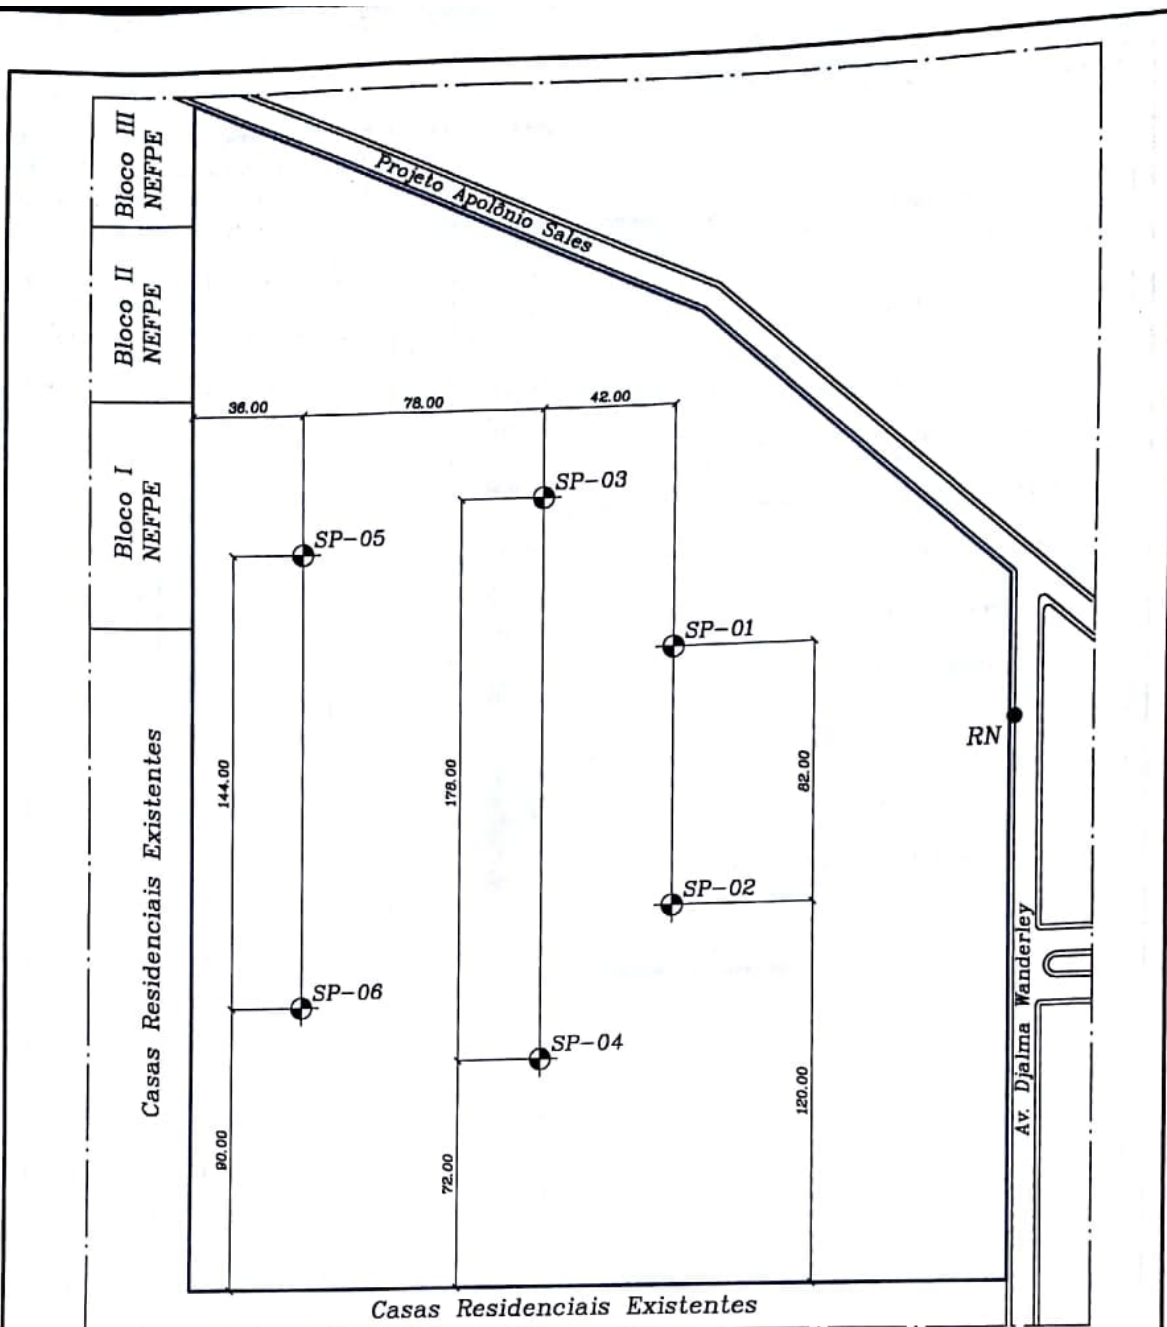 Bloco III
NEFPE
Projeto Apolônio Sales
Bloco II
NEFPE
36.00
78.00
42.00
Bloco I
NEFPE
SP-03
SP-05
SP-01
RN
144.00
178.00
82.00
SP-02
Casas Residenciais Existentes
Av. Djalma Wanderley
SP-06
SP-04
90.00
72.00
120.00
Casas Residenciais Existentes